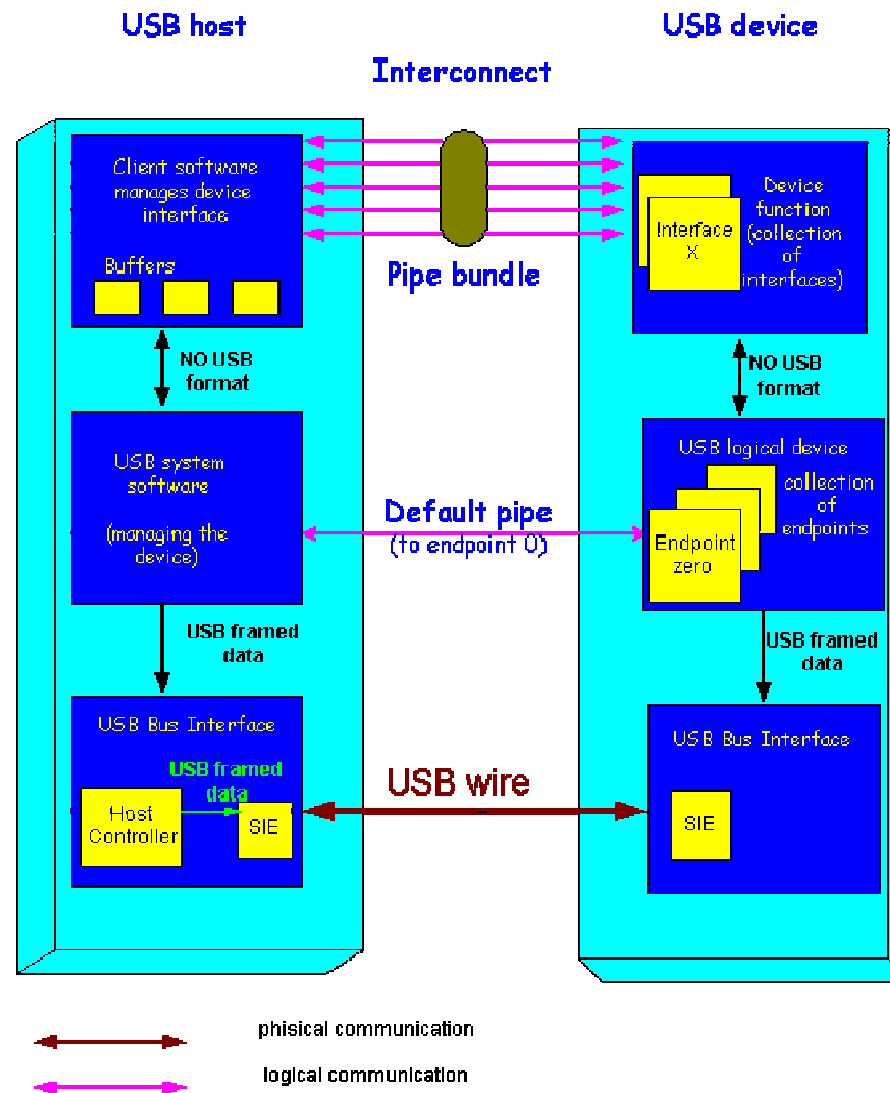 USB host
USB device
Interconnect
Client software
manages device
interface
Buffers
Pipe bundle
Interface
X
Device
function
(collection
of
interfaces)
NO USB
format
NO USB
format
USB system
software
(managing the
device)
Default pipe
(to endpoint 0)
USB logical device
collection
of
endpoints
Endpoint
zero
USB framed
data
USB framed
data
USB Bus Interface
USB framed
data
Host
Controller
SIE
USB wire
USB Bus Interface
SIE
phisical communication
logical communication